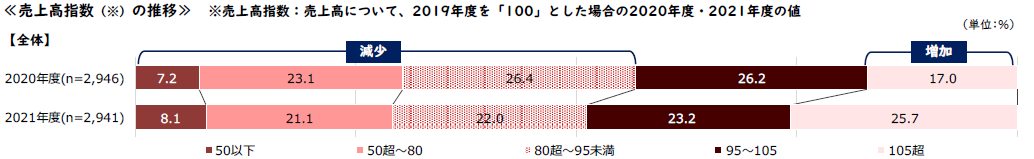 ≪売上高指数（※）の推移≫　※売上高指数：売上高について、2019年度を「100」とした場合の2020年度・2021年度の値
（単位：％）
【全体】
減少
増加
2020年度(n=2,946) 7.2 23.1 26.4 26.2 17.0
2021年度(n=2,941) 8.1 21.1 22.0 23.2 25.7
50以下 50超～80 80超～95未満 95～105 105超